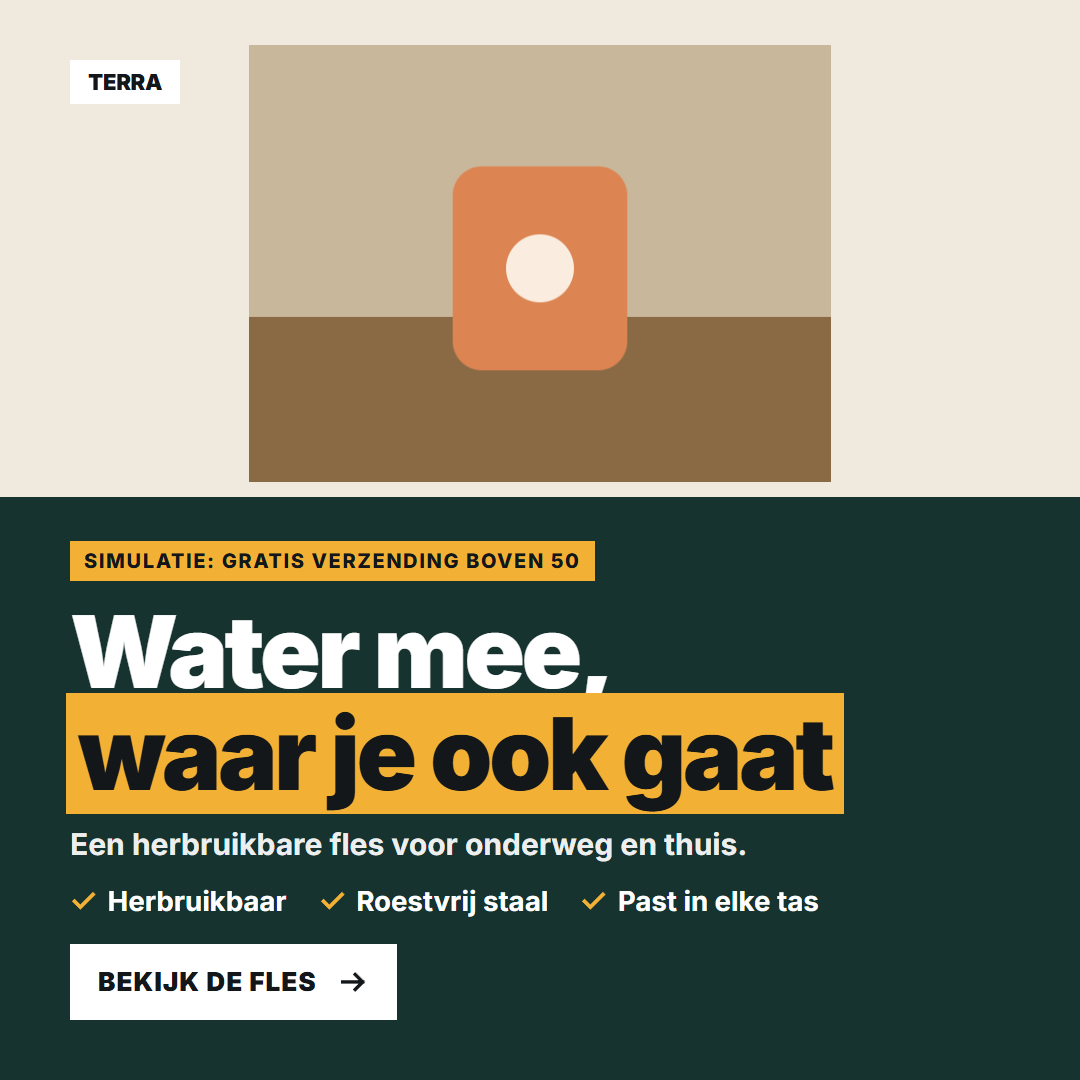 TERRA
SIMULATIE: GRATIS VERZENDING BOVEN 50
Water mee,
waar je ook gaat
Een herbruikbare fles voor onderweg en thuis.
Herbruikbaar Roestvrij staal Past in elke tas
BEKIJK DE FLES →